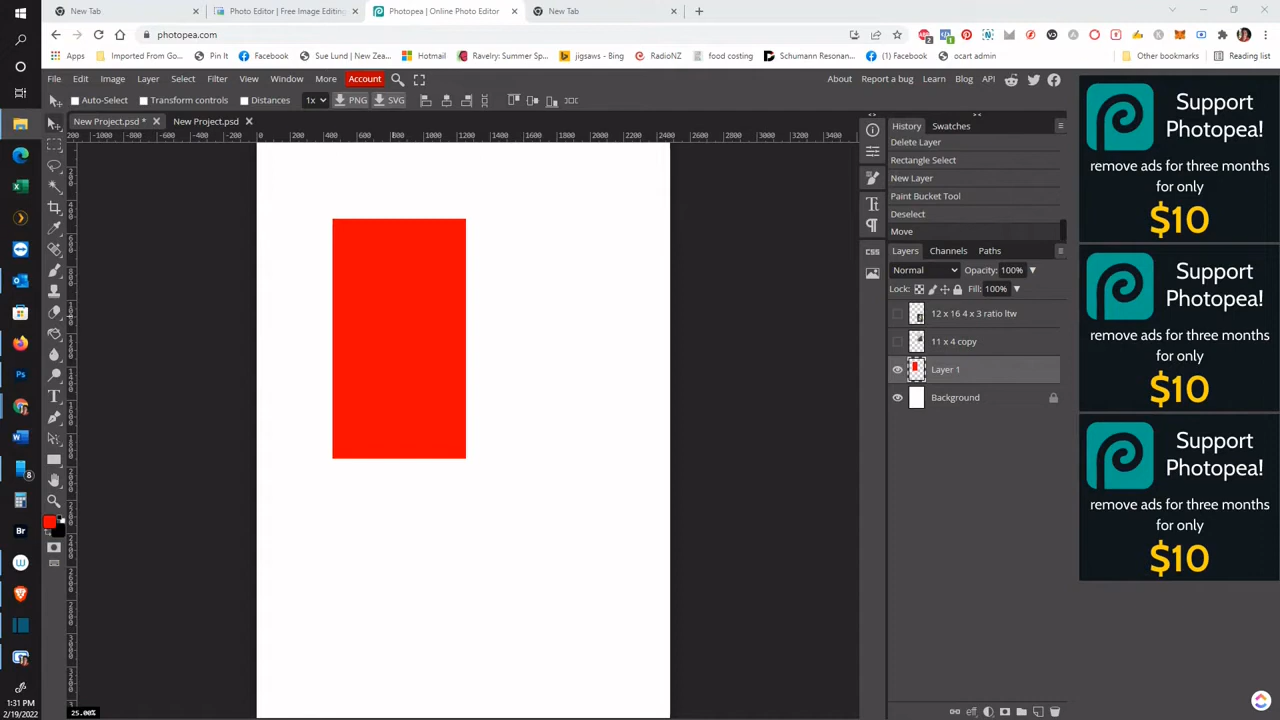 New Tab
Photo Editor | Free Image Editing
Photopea | Online Photo Editor
New Tab
photopea.com
Apps
Imported From Goo...
Pinterest
Facebook
Sue Lund / New Zea...
Hotmail
Ravelry: Summer Sp...
jigsaws - Bing
RadioNZ
food costing
Schumann Resonan...
(1) Facebook
ocart admin
Other bookmarks
Reading list
File Edit Image Layer Select Filter View Window More Account
About Report a bug Learn Blog API
Auto-Select Transform controls Distances 1x PNG SVG
New Project.psd *
New Project.psd
History Swatches
Delete Layer
Rectangle Select
New Layer
Paint Bucket Tool
Deselect
Move
Layers Channels Paths
Normal Opacity: 100%
Lock: Fill: 100%
12 x 16 4 x 3 ratio ltw
11 x 4 copy
Layer 1
Background
CSS
Support
Photopea!
remove ads for three months
for only
$10
Support
Photopea!
remove ads for three months
for only
$10
Support
Photopea!
remove ads for three months
for only
$10
eff
25.00%
1:31 PM
2/19/2022